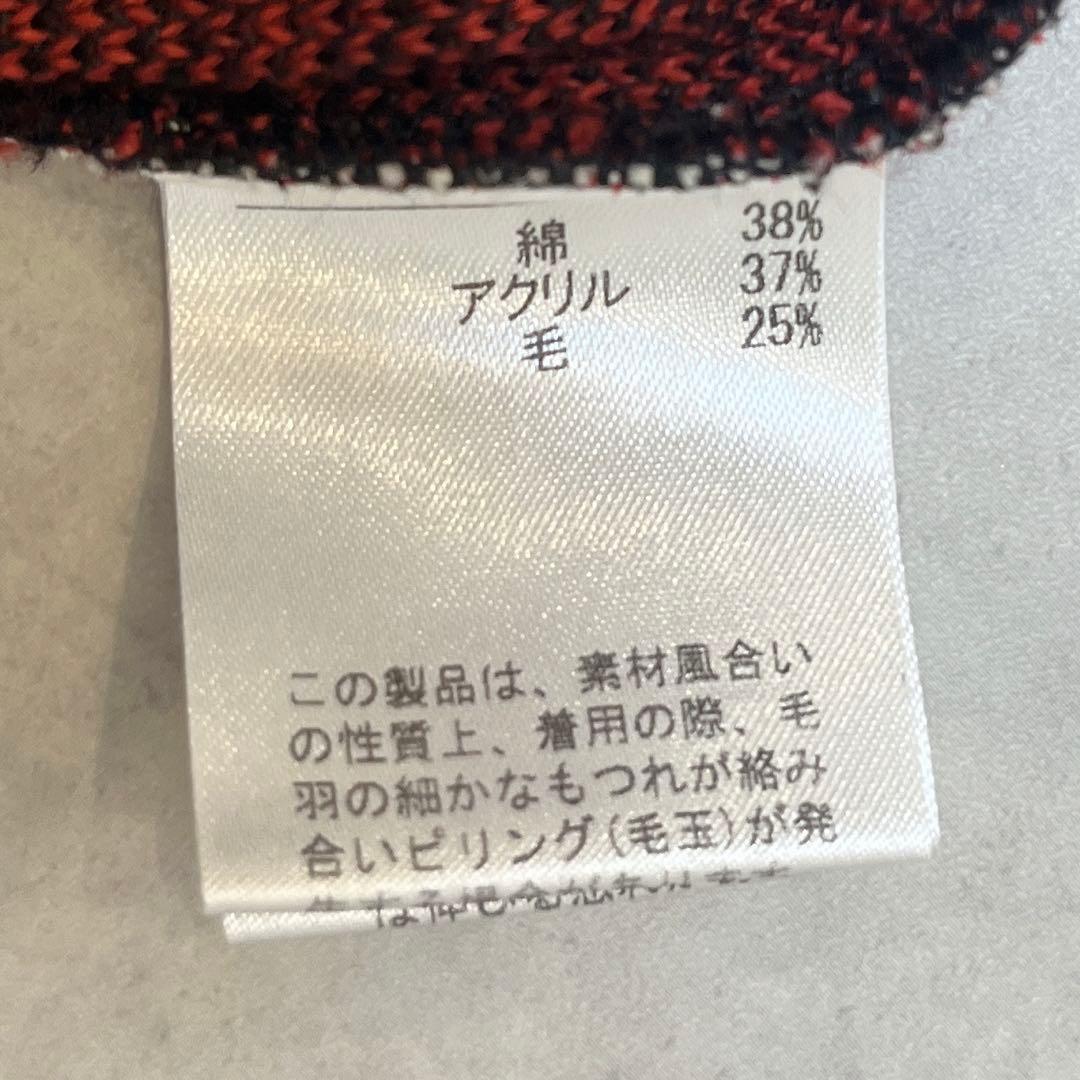 綿 38%
アクリル 37%
毛 25%
この製品は、素材風合い
の性質上、着用の際、毛
羽の細かなもつれが絡み
合いピリング(毛玉)が発